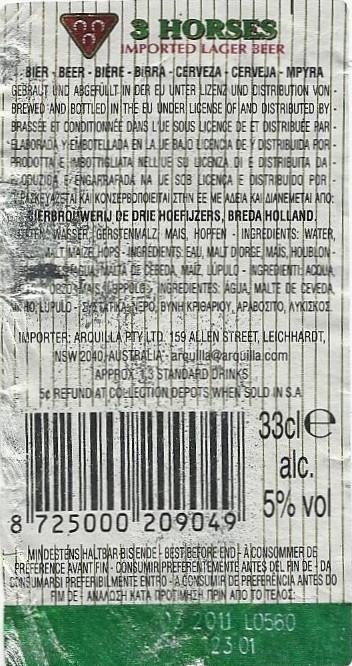 3 HORSES
IMPORTED LAGER BEER
BIER - BEER - BIÈRE - BIRRA - CERVEZA - CERVEJA - ΜΠΥΡΑ
GEBRAUT UND ABGEFÜLLT IN DER EU UNTER LIZENZ UND DISTRIBUTION VON -
BREWED AND BOTTLED IN THE EU UNDER LICENSE OF AND DISTRIBUTED BY -
BRASSÉE ET CONDITIONNÉE DANS L'UE SOUS LICENCE DE ET DISTRIBUÉE PAR -
ELABORADA Y EMBOTELLADA EN LA UE BAJO LICENCIA DE Y DISTRIBUIDA POR -
PRODOTTA E IMBOTTIGLIATA NELL'UE SU LICENZA DI E DISTRIBUITA DA -
E ENGARRAFADA NA UE SOB LICENÇA E DISTRIBUIDO POR -
ΚΑΙ ΚΟΝΣΕΡΒΟΠΟΙΕΙΤΑΙ ΣΤΗΝ ΕΕ ΜΕ ΑΔΕΙΑ ΚΑΙ ΔΙΑΝΕΜΕΤΑΙ ΑΠΟ:
BIERBROUWERIJ DE DRIE HOEFIJZERS, BREDA HOLLAND.
WASSER, GERSTENMALZ, MAIS, HOPFEN - INGREDIENTS: WATER,
MALT MAIZE, HOPS - INGRÉDIENTS: EAU, MALT D'ORGE, MAÏS, HOUBLON -
AGUA, MALTA DE CEBEDA, MAÍZ, LÚPULO - INGREDIENTI: ACQUA,
ORZO, MAIS, LUPPOLO - INGREDIENTES: ÁGUA, MALTE DE CEVEDA,
LÚPULO - ΣΥΣΤΑΤΙΚΑ: ΝΕΡΟ, ΒΥΝΗ ΚΡΙΘΑΡΙΟΥ, ΑΡΑΒΟΣΙΤΟ, ΛΥΚΙΣΚΟΣ.
IMPORTER: ARQUILLA PTY LTD. 159 ALLEN STREET, LEICHHARDT,
NSW 2040, AUSTRALIA - arquilla@arquilla.com
APPROX 1.3 STANDARD DRINKS
5¢ REFUND AT COLLECTION DEPOTS WHEN SOLD IN S.A.
33cl e
alc.
5% vol
8 725000 209049
MINDESTENS HALTBAR BIS ENDE - BEST BEFORE END - À CONSOMMER DE
PREFERENCE AVANT FIN - CONSUMIR PREFERENTEMENTE ANTES DEL FIN DE - DA
CONSUMARSI PREFERIBILMENTE ENTRO - A CONSUMIR DE PREFERÊNCIA ANTES DO
FIM DE - ΑΝΑΛΩΣΗ ΚΑΤΑ ΠΡΟΤΙΜΗΣΗ ΠΡΙΝ ΑΠΟ ΤΟ ΤΕΛΟΣ:
2011 L0560
23 01